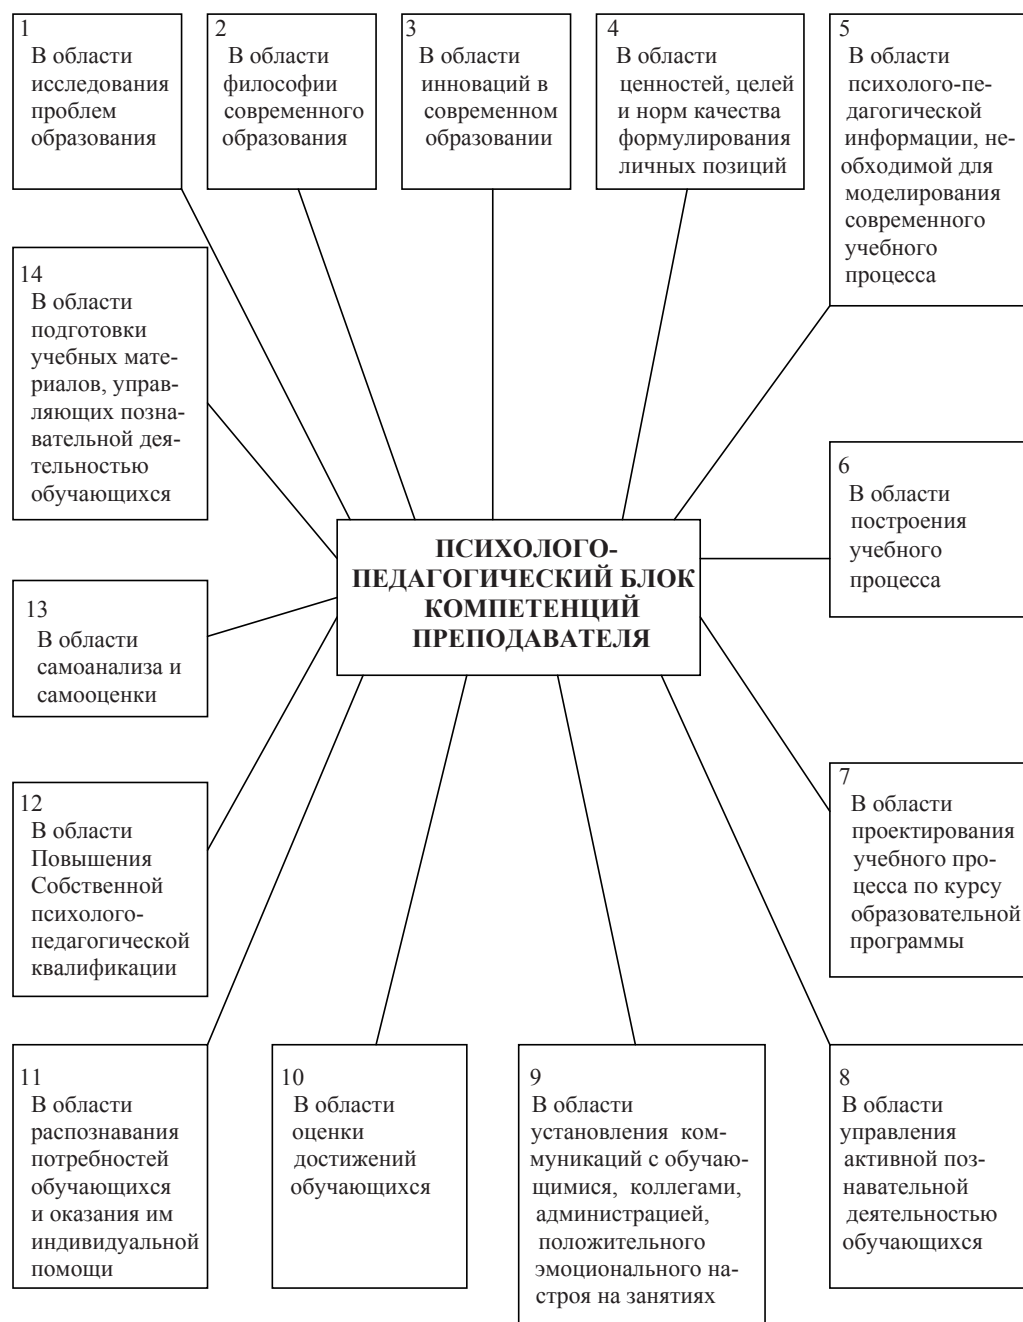 1
В области
исследования
проблем
образования
2
В области
философии
современного
образования
3
В области
инноваций в
современном
образовании
4
В области
ценностей, целей
и норм качества
формулирования
личных позиций
5
В области
психолого-пе-
дагогической
информации, не-
обходимой для
моделирования
современного
учебного
процесса
14
В области
подготовки
учебных мате-
риалов, управ-
ляющих позна-
вательной дея-
тельностью
обучающихся
6
В области
построения
учебного
процесса
ПСИХОЛОГО-
ПЕДАГОГИЧЕСКИЙ БЛОК
КОМПЕТЕНЦИЙ
ПРЕПОДАВАТЕЛЯ
13
В области
самоанализа и
самооценки
7
В области
проектирования
учебного про-
цесса по курсу
образовательной
программы
12
В области
Повышения
Собственной
психолого-
педагогической
квалификации
11
В области
распознавания
потребностей
обучающихся
и оказания им
индивидуальной
помощи
10
В области
оценки
достижений
обучающихся
9
В области
установления ком-
муникаций с обучаю-
щимися, коллегами,
администрацией,
положительного
эмоционального на-
строя на занятиях
8
В области
управления
активной поз-
навательной
деятельностью
обучающихся